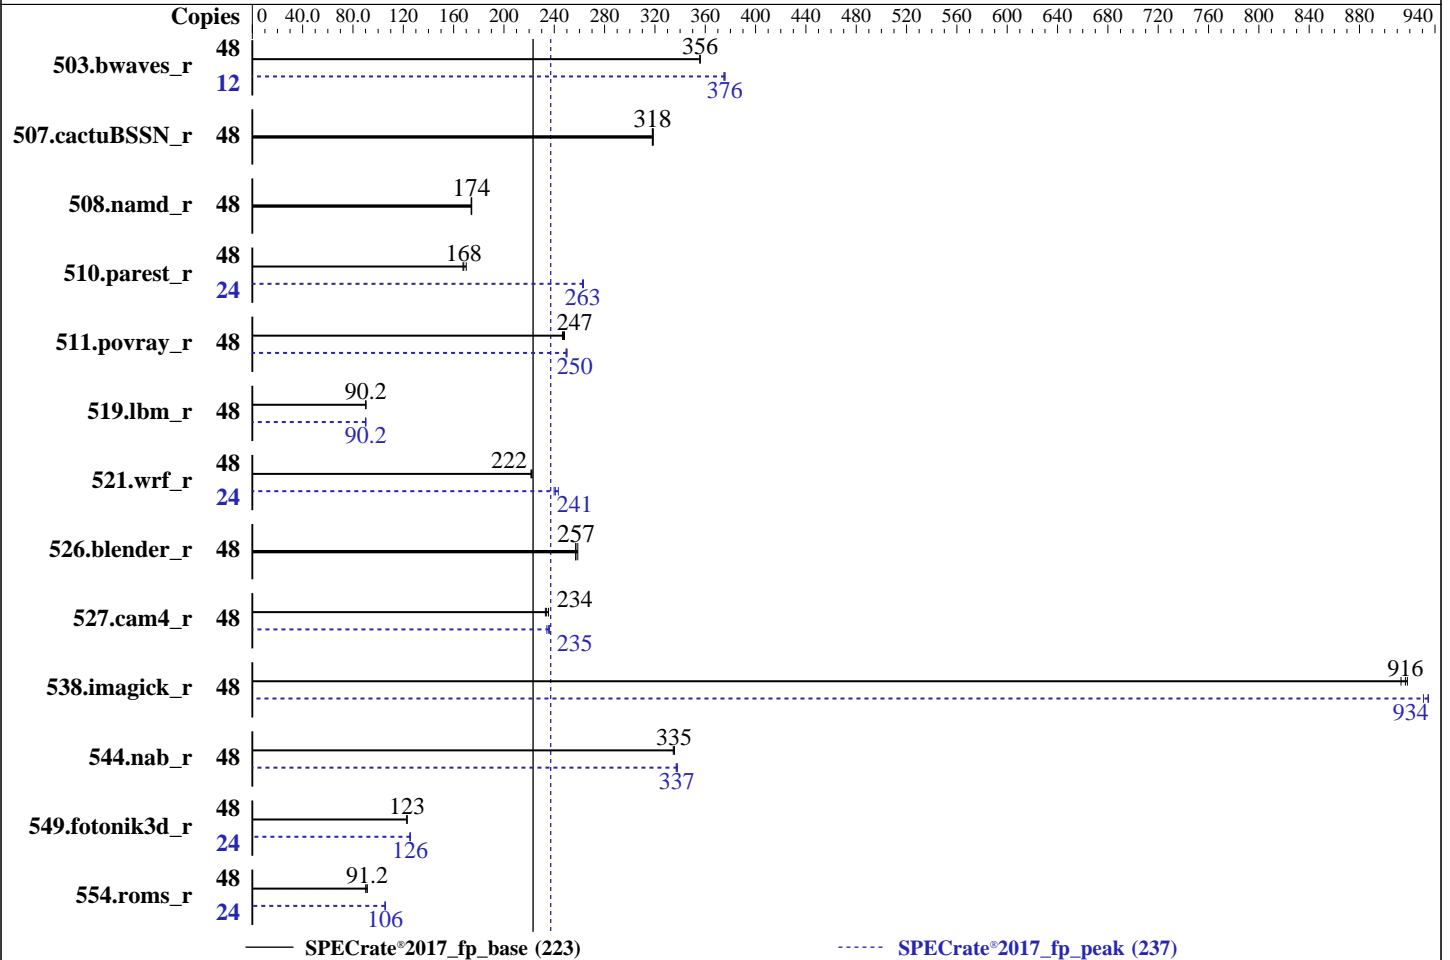 Copies 0 40.0 80.0 120 160 200 240 280 320 360 400 440 480 520 560 600 640 680 720 760 800 840 880 940
503.bwaves_r 48 356
12 376
507.cactuBSSN_r 48 318
508.namd_r 48 174
510.parest_r 48 168
24 263
511.povray_r 48 247
250
519.lbm_r 48 90.2
90.2
521.wrf_r 48 222
24 241
526.blender_r 48 257
527.cam4_r 48 234
235
538.imagick_r 48 916
934
544.nab_r 48 335
337
549.fotonik3d_r 48 123
24 126
554.roms_r 48 91.2
24 106
SPECrate®2017_fp_base (223) SPECrate®2017_fp_peak (237)